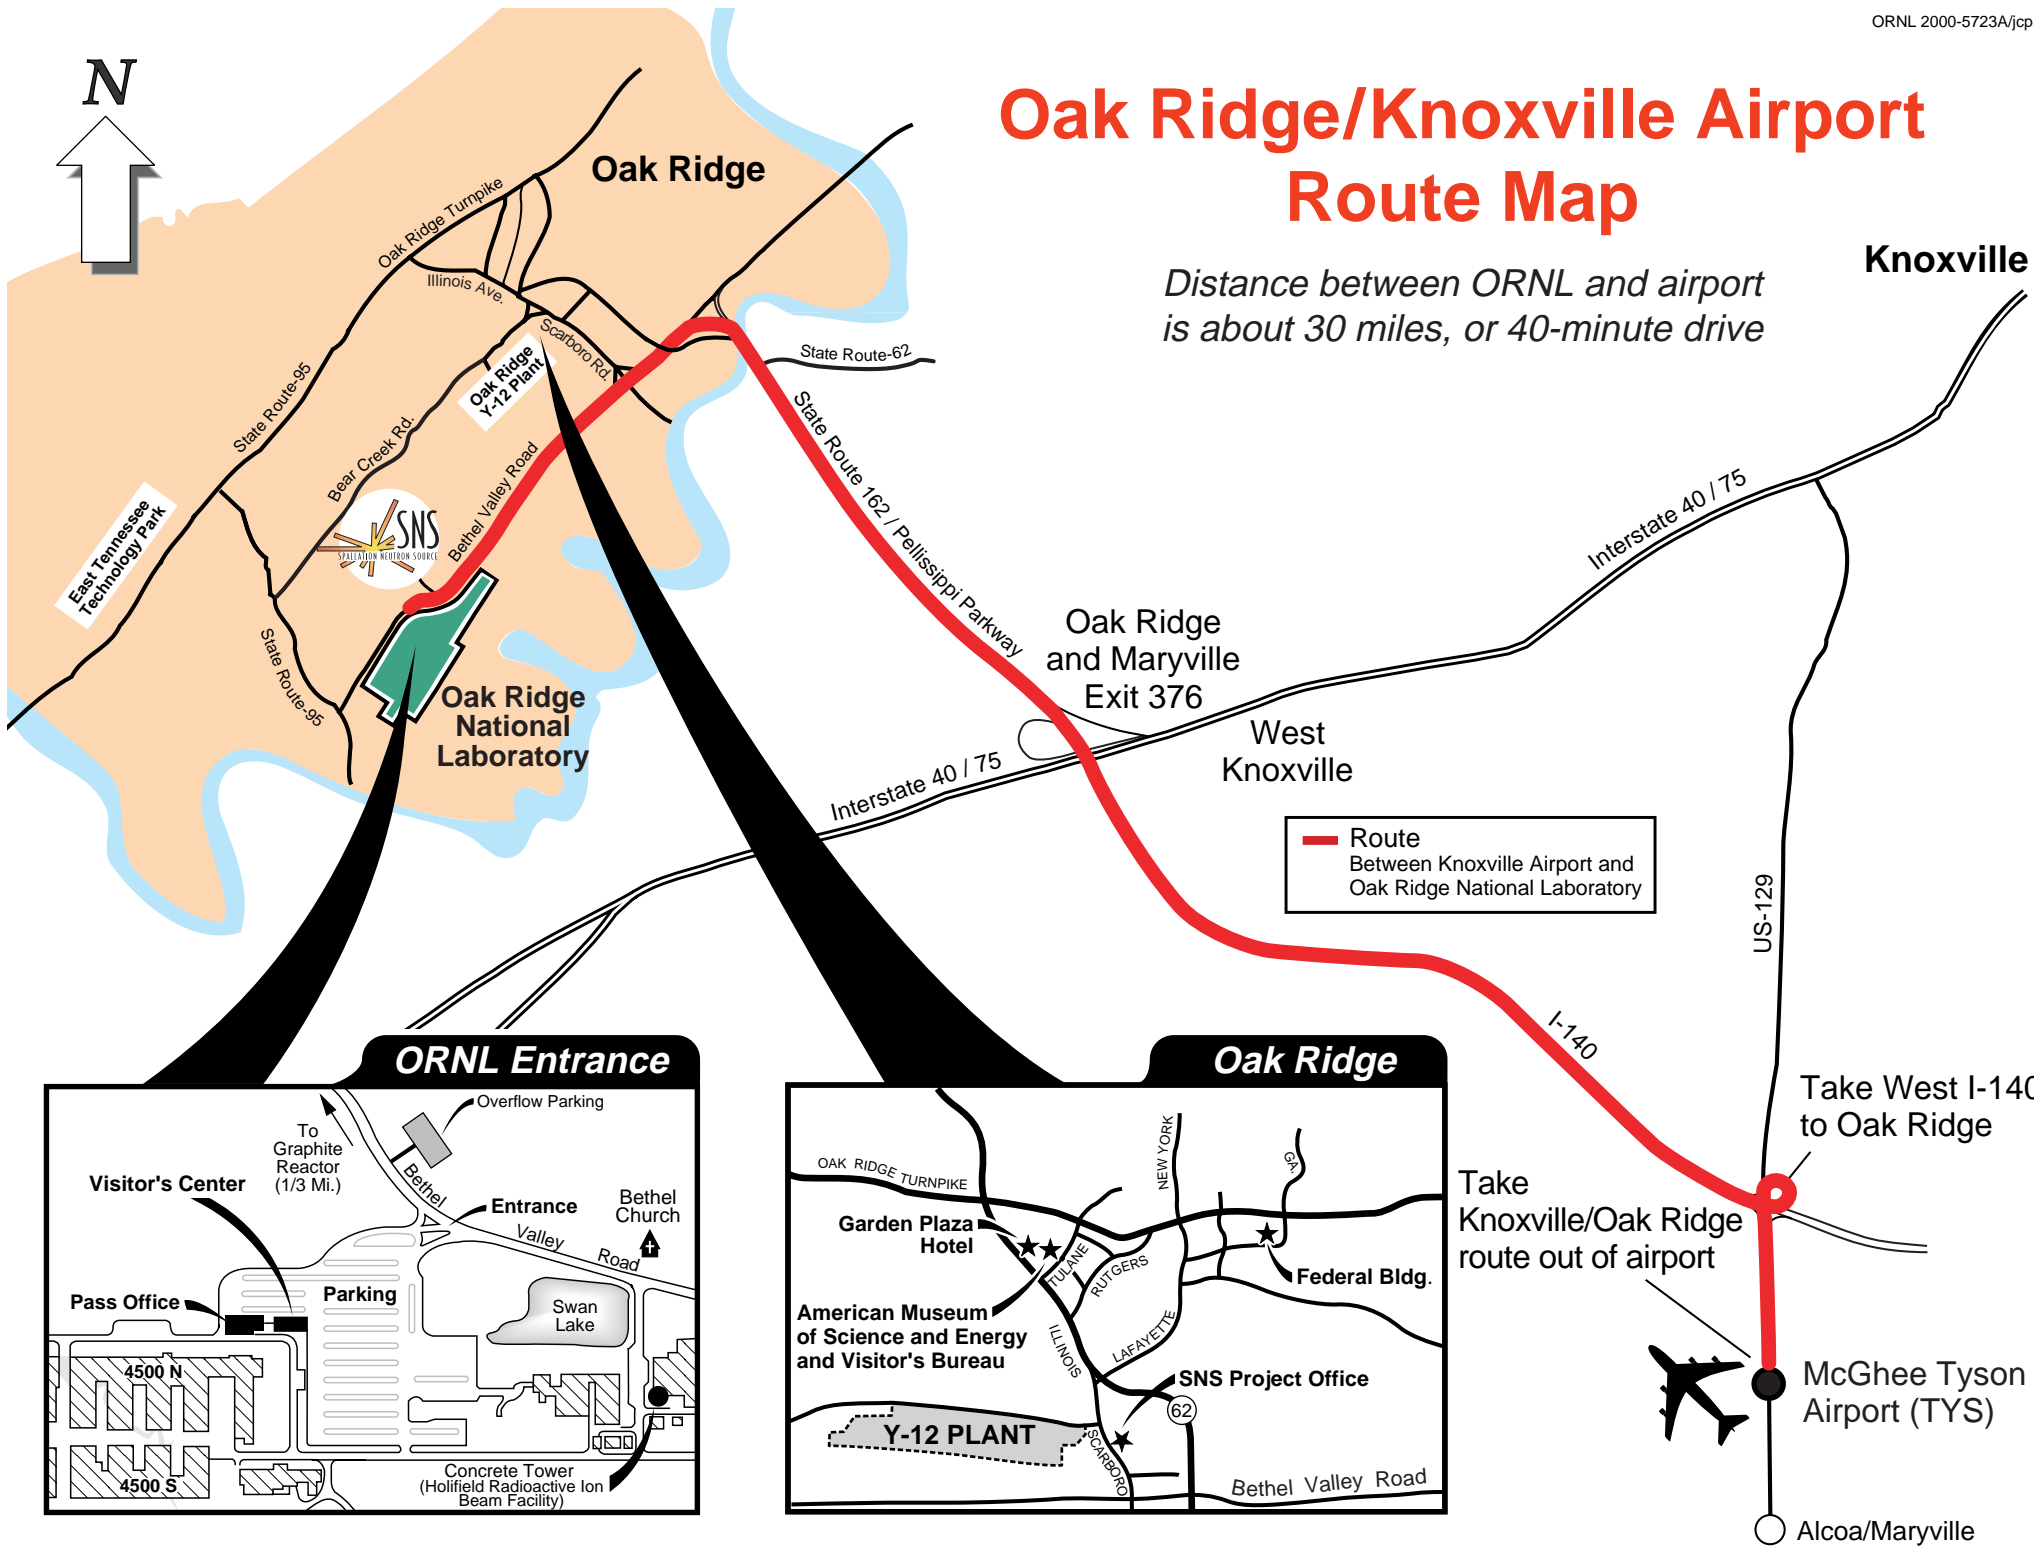 ORNL 2000-5723A/jcp
N
Oak Ridge/Knoxville Airport
Route Map
Distance between ORNL and airport
is about 30 miles, or 40-minute drive
Knoxville
Oak Ridge
Oak Ridge Turnpike
Illinois Ave.
Scarboro Rd.
Oak Ridge
Y-12 Plant
State Route-62
State Route-95
Bear Creek Rd.
Bethel Valley Road
State Route 162 / Pellissippi Parkway
Interstate 40 / 75
East Tennessee
Technology Park
SNS
SPALLATION NEUTRON SOURCE
State Route-95
Oak Ridge
National
Laboratory
Oak Ridge
and Maryville
Exit 376
West
Knoxville
Interstate 40 / 75
Route
Between Knoxville Airport and
Oak Ridge National Laboratory
US-129
I-140
Take West I-140
to Oak Ridge
Take
Knoxville/Oak Ridge
route out of airport
McGhee Tyson
Airport (TYS)
Alcoa/Maryville
ORNL Entrance
Overflow Parking
To
Graphite
Reactor
(1/3 Mi.)
Visitor's Center
Bethel
Valley
Road
Entrance
Bethel
Church
Pass Office
Parking
Swan
Lake
4500 N
4500 S
Concrete Tower
(Holifield Radioactive Ion
Beam Facility)
Oak Ridge
OAK RIDGE TURNPIKE
NEW YORK
GA.
Garden Plaza
Hotel
TULANE
RUTGERS
Federal Bldg.
American Museum
of Science and Energy
and Visitor's Bureau
ILLINOIS
LAFAYETTE
SNS Project Office
62
Y-12 PLANT
SCARBORO
Bethel Valley Road